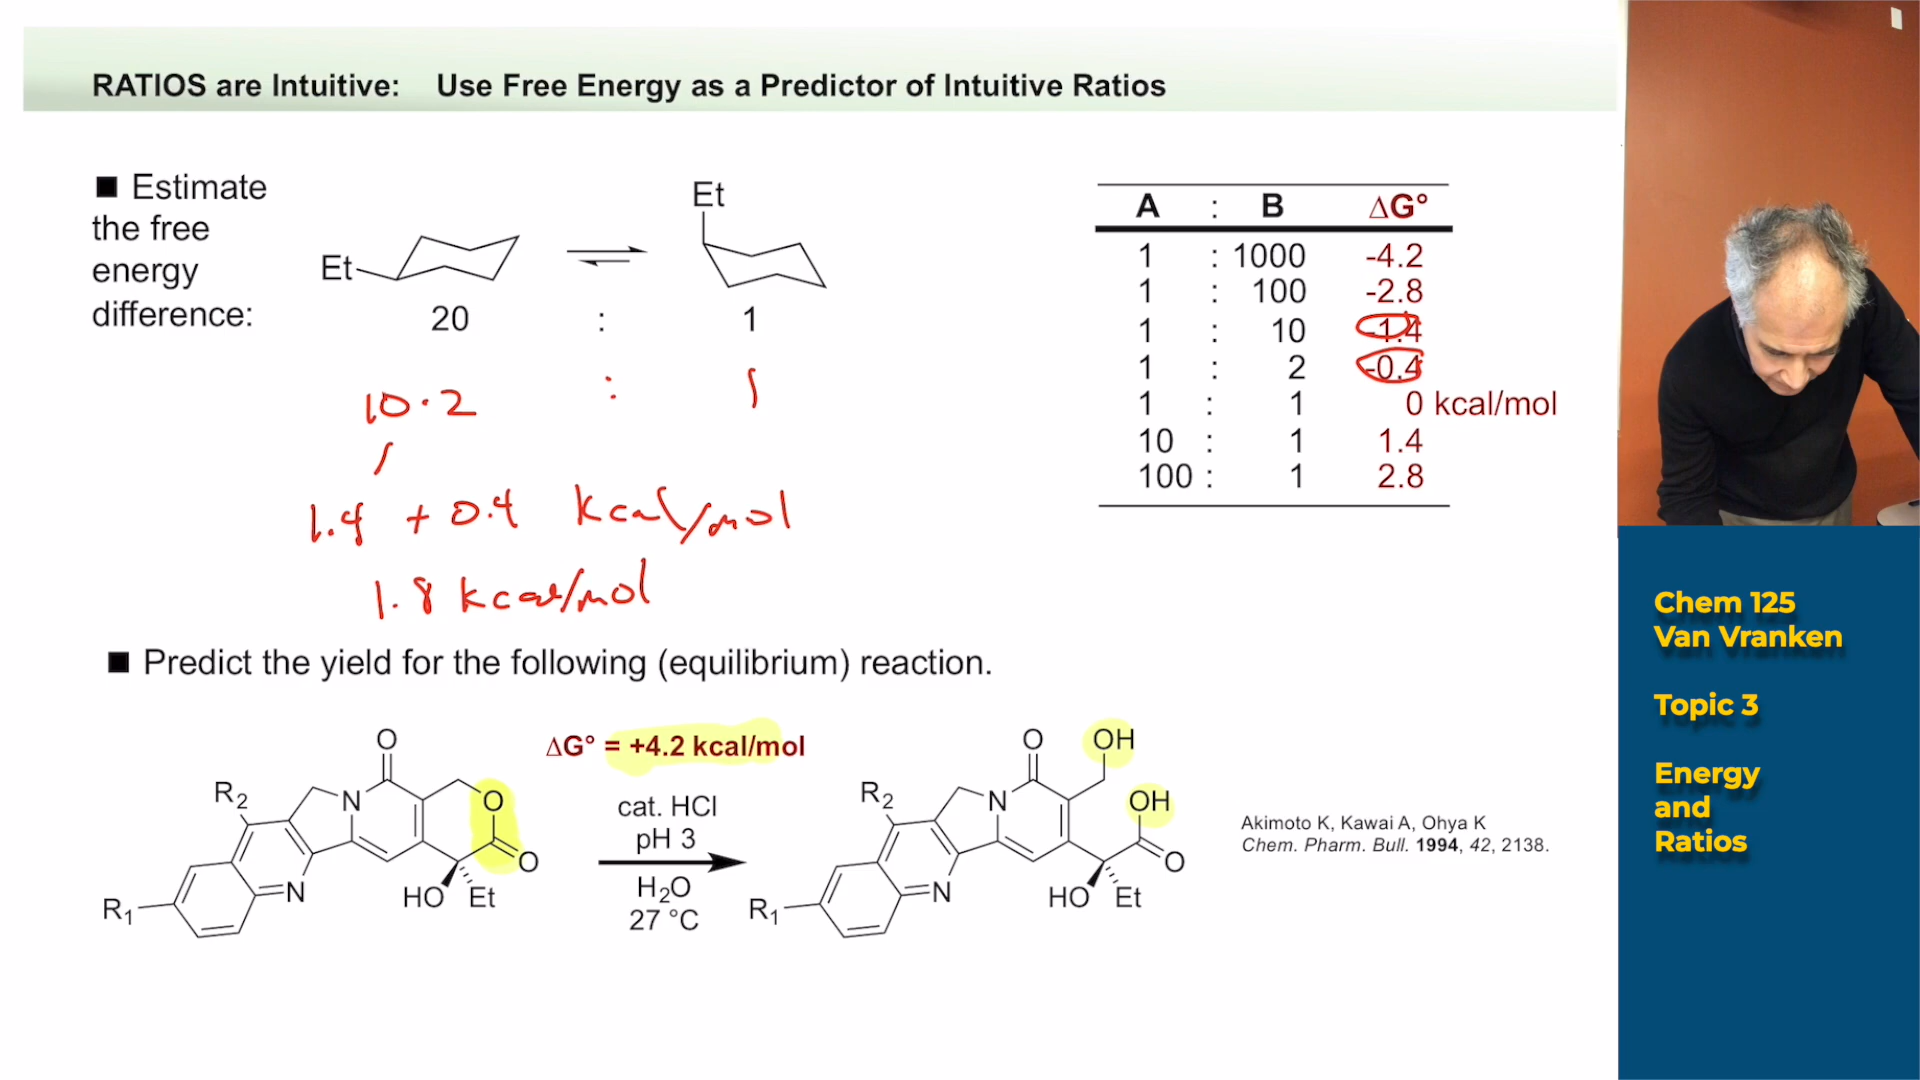 RATIOS are Intuitive: Use Free Energy as a Predictor of Intuitive Ratios
■ Estimate
the free
energy
difference:
Et
Et
20 : 1
10·2 : 1
1.4 + 0.4 kcal/mol
1.8 kcal/mol
A : B ΔG°
1 : 1000 -4.2
1 : 100 -2.8
1 : 10 -1.4
1 : 2 -0.4
1 : 1 0 kcal/mol
10 : 1 1.4
100 : 1 2.8
■ Predict the yield for the following (equilibrium) reaction.
O
R2
N
O
O
HO Et
N
R1
ΔG° = +4.2 kcal/mol
cat. HCl
pH 3
H2O
27 °C
O
OH
R2
N
OH
O
HO Et
N
R1
Akimoto K, Kawai A, Ohya K
Chem. Pharm. Bull. 1994, 42, 2138.
Chem 125
Van Vranken
Topic 3
Energy
and
Ratios